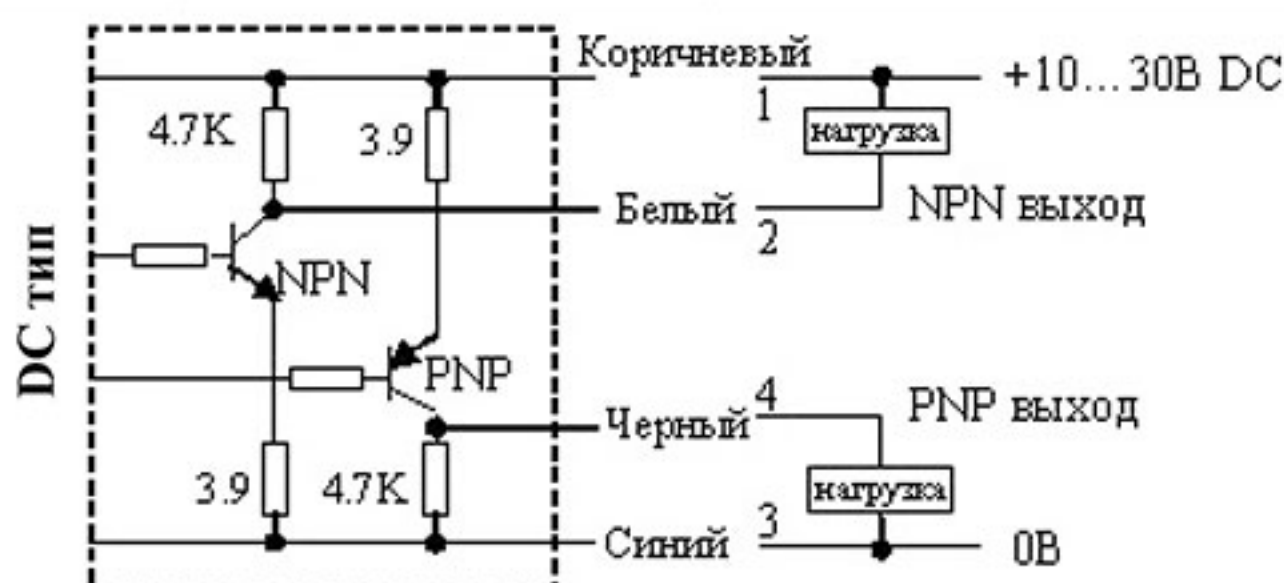 Коричневый
+10...30В DC
1
4.7K
3.9
нагрузка
Белый
2
NPN выход
DC тип
NPN
PNP
4
PNP выход
Черный
3.9
4.7K
нагрузка
3
Синий
0В